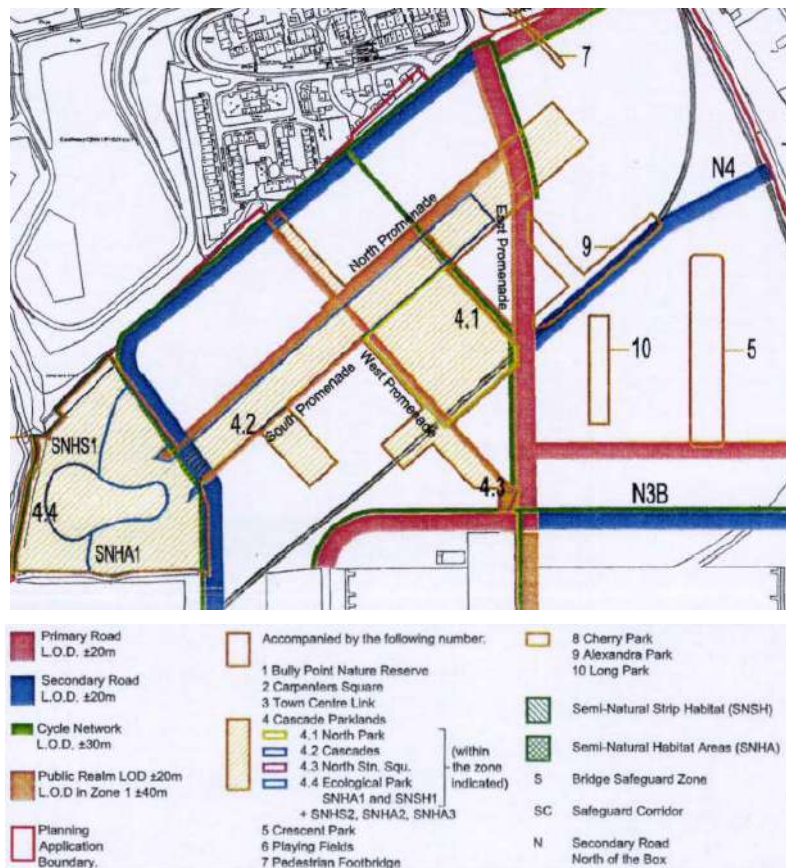 7
N4
North Promenade
East Promenade
9
4.1
10
5
West Promenade
South Promenade
4.2
SNHS1
4.4
SNHA1
4.3
N3B
Primary Road
L.O.D. ±20m
Secondary Road
L.O.D. ±20m
Cycle Network
L.O.D. ±30m
Public Realm LOD ±20m
L.O.D in Zone 1 ±40m
Planning
Application
Boundary.
Accompanied by the following number:
1 Bully Point Nature Reserve
2 Carpenters Square
3 Town Centre Link
4 Cascade Parklands
4.1 North Park
4.2 Cascades
4.3 North Stn. Squ.
4.4 Ecological Park
SNHA1 and SNSH1
(within
the zone
indicated)
+ SNHS2, SNHA2, SNHA3
5 Crescent Park
6 Playing Fields
7 Pedestrian Footbridge
8 Cherry Park
9 Alexandra Park
10 Long Park
Semi-Natural Strip Habitat (SNSH)
Semi-Natural Habitat Areas (SNHA)
S Bridge Safeguard Zone
SC Safeguard Corridor
N Secondary Road
North of the Box